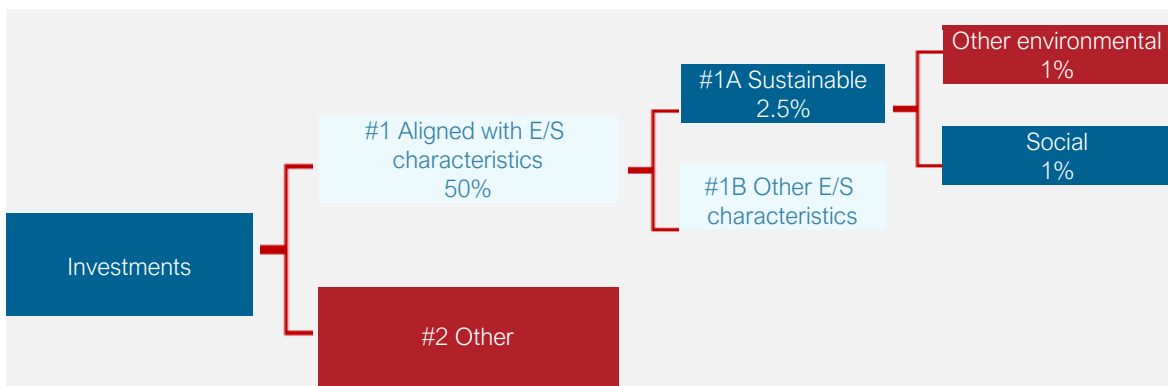 Investments
#1 Aligned with E/S
characteristics
50%
#2 Other
#1A Sustainable
2.5%
#1B Other E/S
characteristics
Other environmental
1%
Social
1%